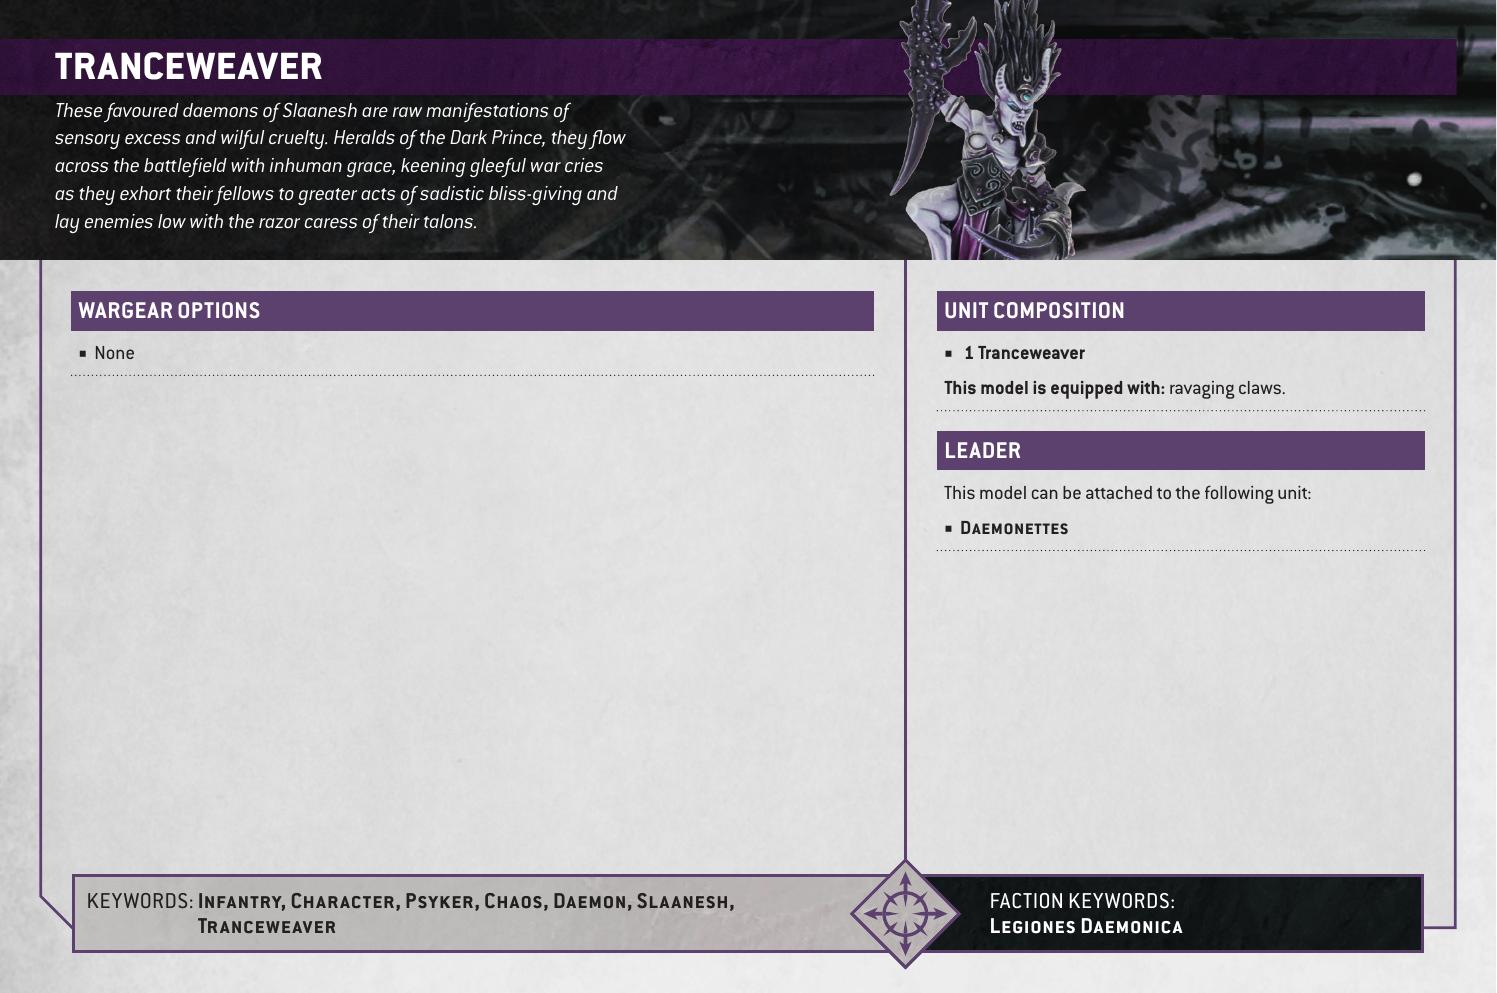 TRANCEWEAVER
These favoured daemons of Slaanesh are raw manifestations of
sensory excess and wilful cruelty. Heralds of the Dark Prince, they flow
across the battlefield with inhuman grace, keening gleeful war cries
as they exhort their fellows to greater acts of sadistic bliss-giving and
lay enemies low with the razor caress of their talons.
WARGEAR OPTIONS
▪ None
UNIT COMPOSITION
▪ 1 Tranceweaver
This model is equipped with: ravaging claws.
LEADER
This model can be attached to the following unit:
▪ DAEMONETTES
KEYWORDS: INFANTRY, CHARACTER, PSYKER, CHAOS, DAEMON, SLAANESH,
TRANCEWEAVER
FACTION KEYWORDS:
LEGIONES DAEMONICA